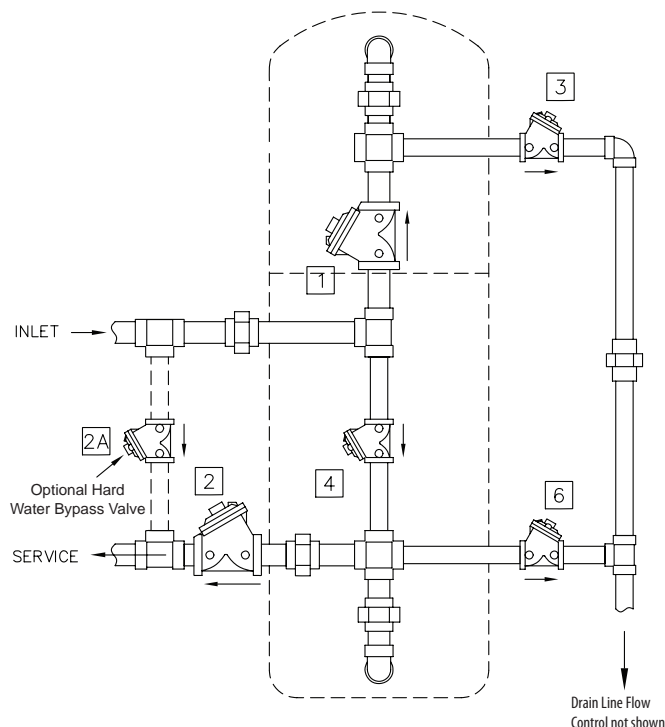 3
1
INLET
2A
Optional Hard
Water Bypass Valve
2
4
6
SERVICE
Drain Line Flow
Control not shown